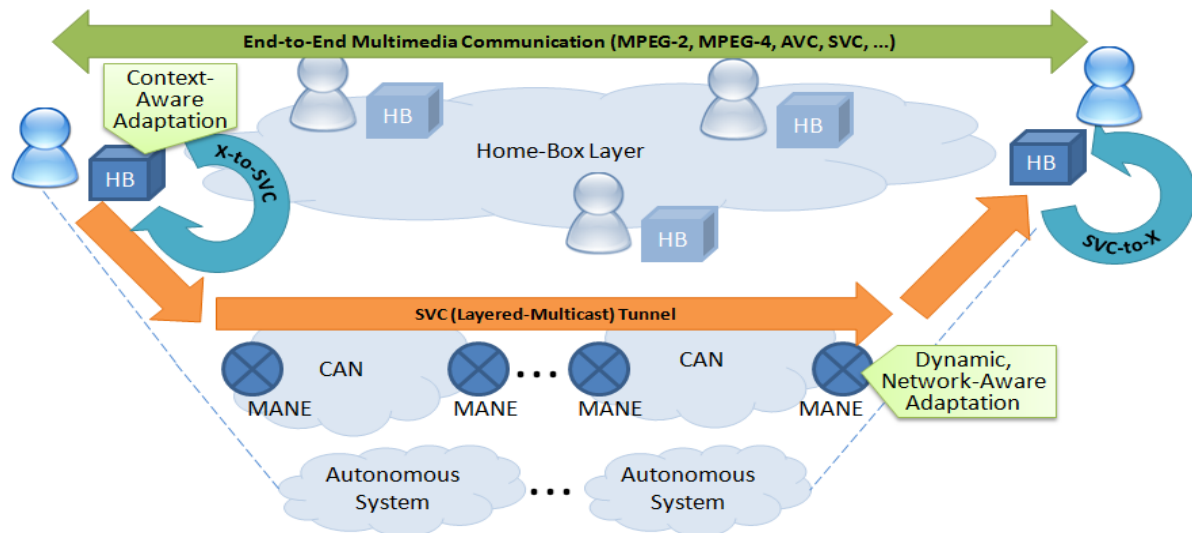 End-to-End Multimedia Communication (MPEG-2, MPEG-4, AVC, SVC, ...)
Context-
Aware
Adaptation
HB
X-to-SVC
HB
HB
Home-Box Layer
HB
HB
SVC-to-X
SVC (Layered-Multicast) Tunnel
CAN
CAN
...
MANE
MANE
MANE
MANE
Dynamic,
Network-Aware
Adaptation
Autonomous
System
...
Autonomous
System